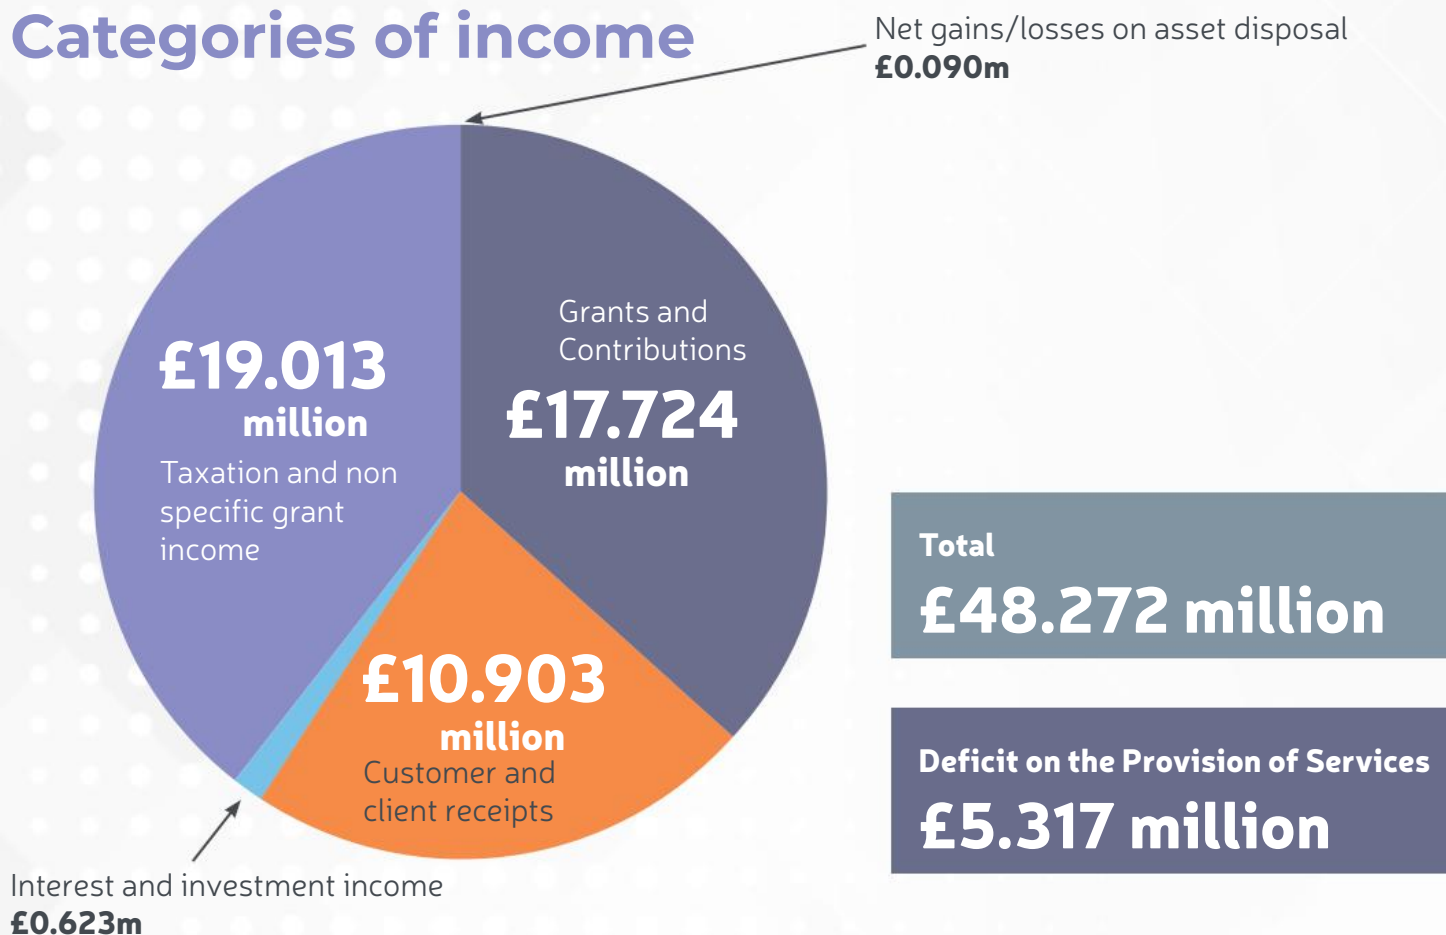 Categories of income
Net gains/losses on asset disposal
£0.090m
Grants and
Contributions
£17.724
million
£19.013
million
Taxation and non
specific grant
income
£10.903
million
Customer and
client receipts
Interest and investment income
£0.623m
Total
£48.272 million
Deficit on the Provision of Services
£5.317 million